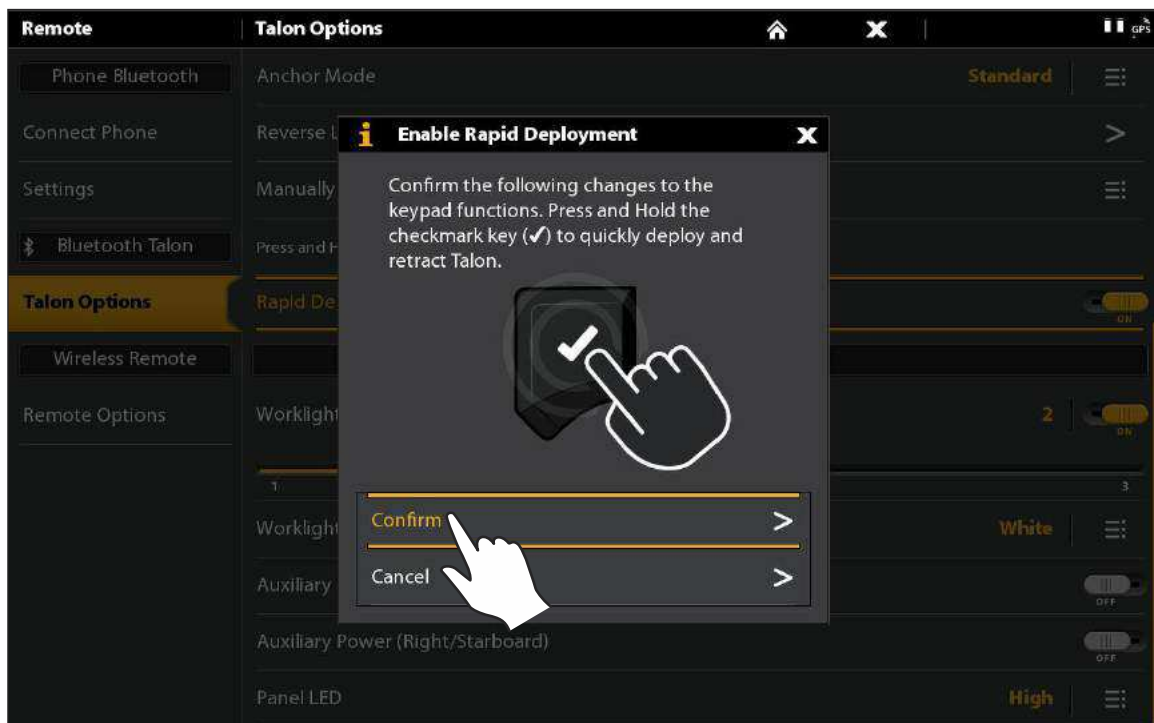 Remote
Talon Options
GPS
Phone Bluetooth
Connect Phone
Settings
Bluetooth Talon
Talon Options
Wireless Remote
Remote Options
Anchor Mode
Standard
Reverse L
Manually
Press and H
Rapid De
ON
Worklight
2
ON
1
3
Worklight
White
Auxiliary
OFF
Auxiliary Power (Right/Starboard)
OFF
Panel LED
High
Enable Rapid Deployment
Confirm the following changes to the
keypad functions. Press and Hold the
checkmark key (✓) to quickly deploy and
retract Talon.
Confirm
Cancel